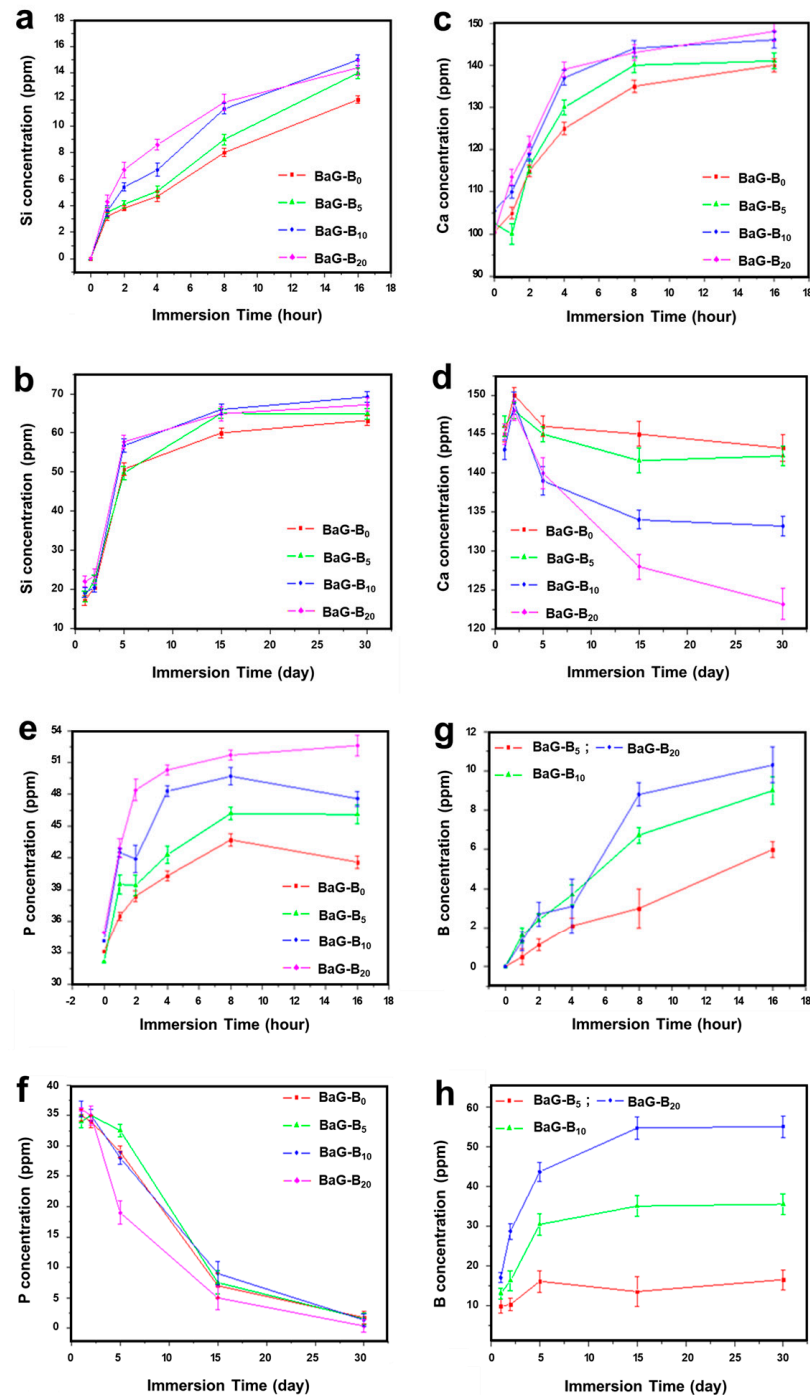 a
Si concentration (ppm)
18
16
14
12
10
8
6
4
2
0
BaG-B0
BaG-B5
BaG-B10
BaG-B20
0 2 4 6 8 10 12 14 16 18
Immersion Time (hour)
c
Ca concentration (ppm)
150
140
130
120
110
100
90
BaG-B0
BaG-B5
BaG-B10
BaG-B20
0 2 4 6 8 10 12 14 16 18
Immersion Time (hour)
b
Si concentration (ppm)
70
60
50
40
30
20
10
BaG-B0
BaG-B5
BaG-B10
BaG-B20
0 5 10 15 20 25 30
Immersion Time (day)
d
Ca concentration (ppm)
150
145
140
135
130
125
120
BaG-B0
BaG-B5
BaG-B10
BaG-B20
0 5 10 15 20 25 30
Immersion Time (day)
e
P concentration (ppm)
54
51
48
45
42
39
36
33
30
BaG-B0
BaG-B5
BaG-B10
BaG-B20
-2 0 2 4 6 8 10 12 14 16 18
Immersion Time (hour)
g
B concentration (ppm)
12
10
8
6
4
2
0
BaG-B5 ; BaG-B20
BaG-B10
0 2 4 6 8 10 12 14 16 18
Immersion Time (hour)
f
P concentration (ppm)
40
35
30
25
20
15
10
5
0
BaG-B0
BaG-B5
BaG-B10
BaG-B20
0 5 10 15 20 25 30
Immersion Time (day)
h
B concentration (ppm)
60
50
40
30
20
10
BaG-B5 ; BaG-B20
BaG-B10
0 5 10 15 20 25 30
Immersion Time (day)